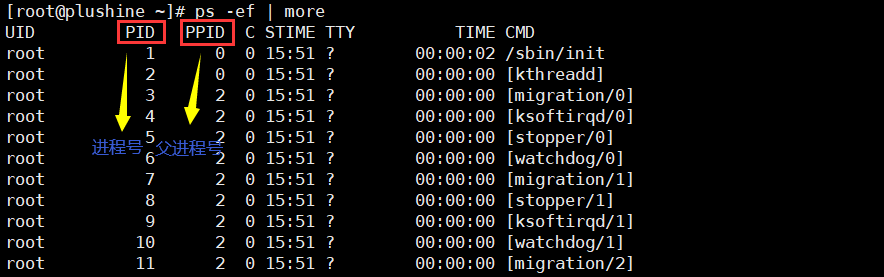 [root@plushine ~]# ps -ef | more
UID        PID  PPID  C STIME TTY          TIME CMD
root         1     0  0 15:51 ?        00:00:02 /sbin/init
root         2     0  0 15:51 ?        00:00:00 [kthreadd]
root         3     2  0 15:51 ?        00:00:00 [migration/0]
root         4     2  0 15:51 ?        00:00:00 [ksoftirqd/0]
root         5     2  0 15:51 ?        00:00:00 [stopper/0]
进程号 父进程号
root         6     2  0 15:51 ?        00:00:00 [watchdog/0]
root         7     2  0 15:51 ?        00:00:00 [migration/1]
root         8     2  0 15:51 ?        00:00:00 [stopper/1]
root         9     2  0 15:51 ?        00:00:00 [ksoftirqd/1]
root        10     2  0 15:51 ?        00:00:00 [watchdog/1]
root        11     2  0 15:51 ?        00:00:00 [migration/2]